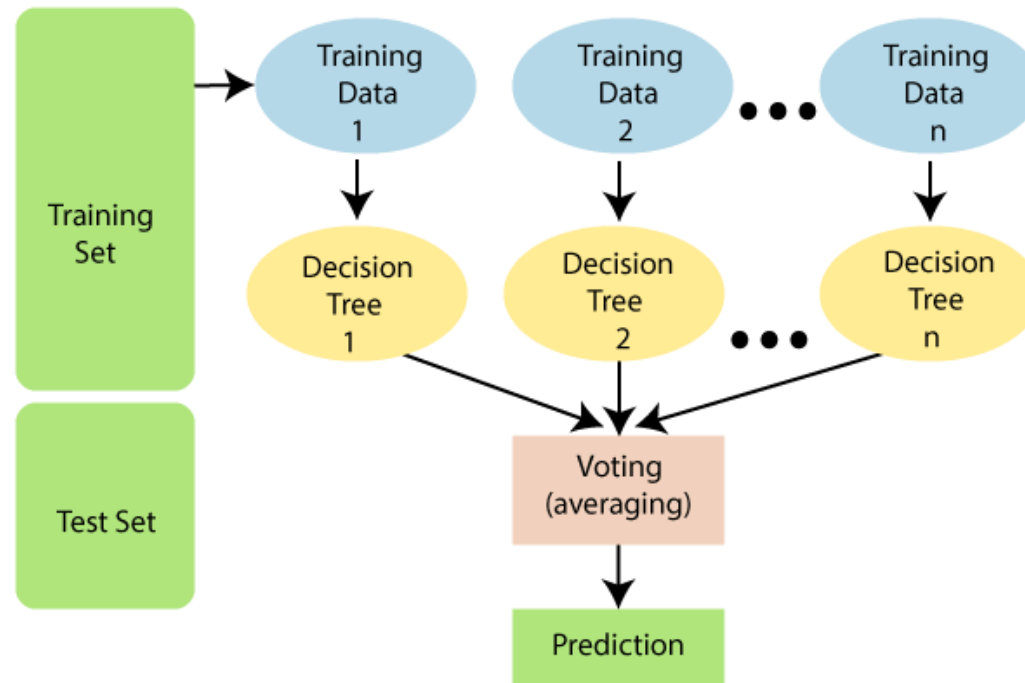 Training
Set
Test Set
Training
Data
1
Training
Data
2
Training
Data
n
Decision
Tree
1
Decision
Tree
2
Decision
Tree
n
Voting
(averaging)
Prediction